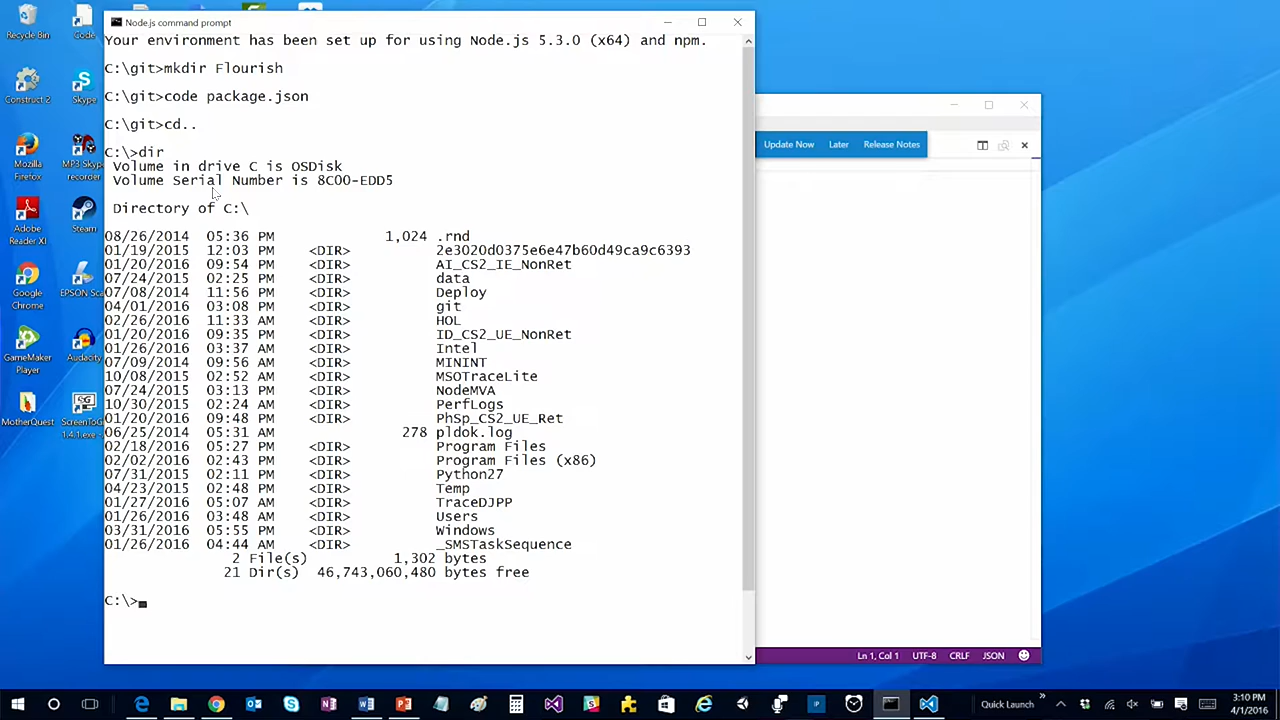 Recycle Bin
Code
Construct 2
Skype
Mozilla
Firefox
MP3 Skype
recorder
Adobe
Reader XI
Steam
Google
Chrome
EPSON Sca
GameMaker
Player
Audacity
MotherQuest
ScreenToG
1.4.1.exe -
Node.js command prompt
Your environment has been set up for using Node.js 5.3.0 (x64) and npm.
C:\git>mkdir Flourish
C:\git>code package.json
C:\git>cd..
C:\>dir
Volume in drive C is OSDisk
Volume Serial Number is 8C00-EDD5
Directory of C:\
08/26/2014 05:36 PM 1,024 .rnd
01/19/2015 12:03 PM <DIR> 2e3020d0375e6e47b60d49ca9c6393
01/20/2016 09:54 PM <DIR> AI_CS2_IE_NonRet
07/24/2015 02:25 PM <DIR> data
07/08/2014 11:56 PM <DIR> Deploy
04/01/2016 03:08 PM <DIR> git
02/26/2016 11:33 AM <DIR> HOL
01/20/2016 09:35 PM <DIR> ID_CS2_UE_NonRet
01/26/2016 03:37 AM <DIR> Intel
07/09/2014 09:56 AM <DIR> MININT
10/08/2015 02:52 AM <DIR> MSOTraceLite
07/24/2015 03:13 PM <DIR> NodeMVA
10/30/2015 02:24 AM <DIR> PerfLogs
01/20/2016 09:48 PM <DIR> PhSp_CS2_UE_Ret
06/25/2014 05:31 AM 278 pldok.log
02/18/2016 05:27 PM <DIR> Program Files
02/02/2016 02:43 PM <DIR> Program Files (x86)
07/31/2015 02:11 PM <DIR> Python27
04/23/2015 02:48 PM <DIR> Temp
01/27/2016 05:07 AM <DIR> TraceDJPP
01/26/2016 03:48 AM <DIR> Users
03/31/2016 05:55 PM <DIR> Windows
01/26/2016 04:44 AM <DIR> _SMSTaskSequence
2 File(s) 1,302 bytes
21 Dir(s) 46,743,060,480 bytes free
C:\>
Update Now Later Release Notes
Ln 1, Col 1 UTF-8 CRLF JSON
Quick Launch
3:10 PM
4/1/2016